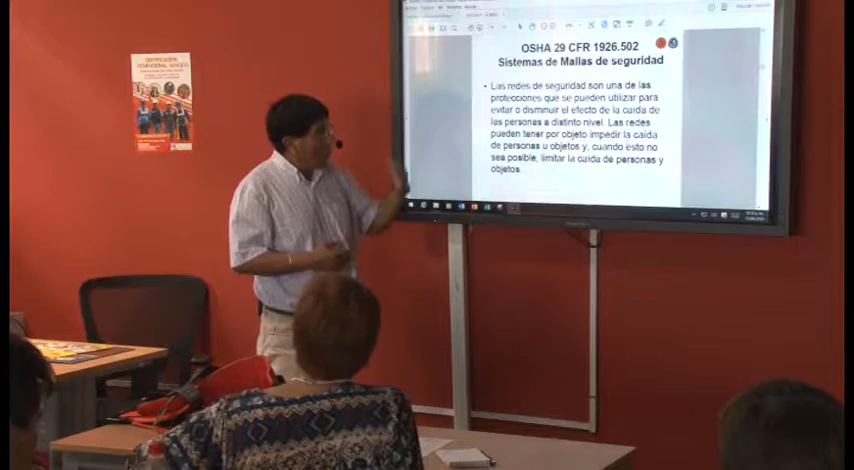 CERTIFICACIÓN
OSHA 29 CFR 1926.502
Sistemas de Mallas de seguridad
• Las redes de seguridad son una de las
protecciones que se pueden utilizar para
evitar o disminuir el efecto de la caída de
las personas a distinto nivel. Las redes
pueden tener por objeto impedir la caída
de personas u objetos y, cuando esto no
sea posible, limitar la caída de personas y
objetos.